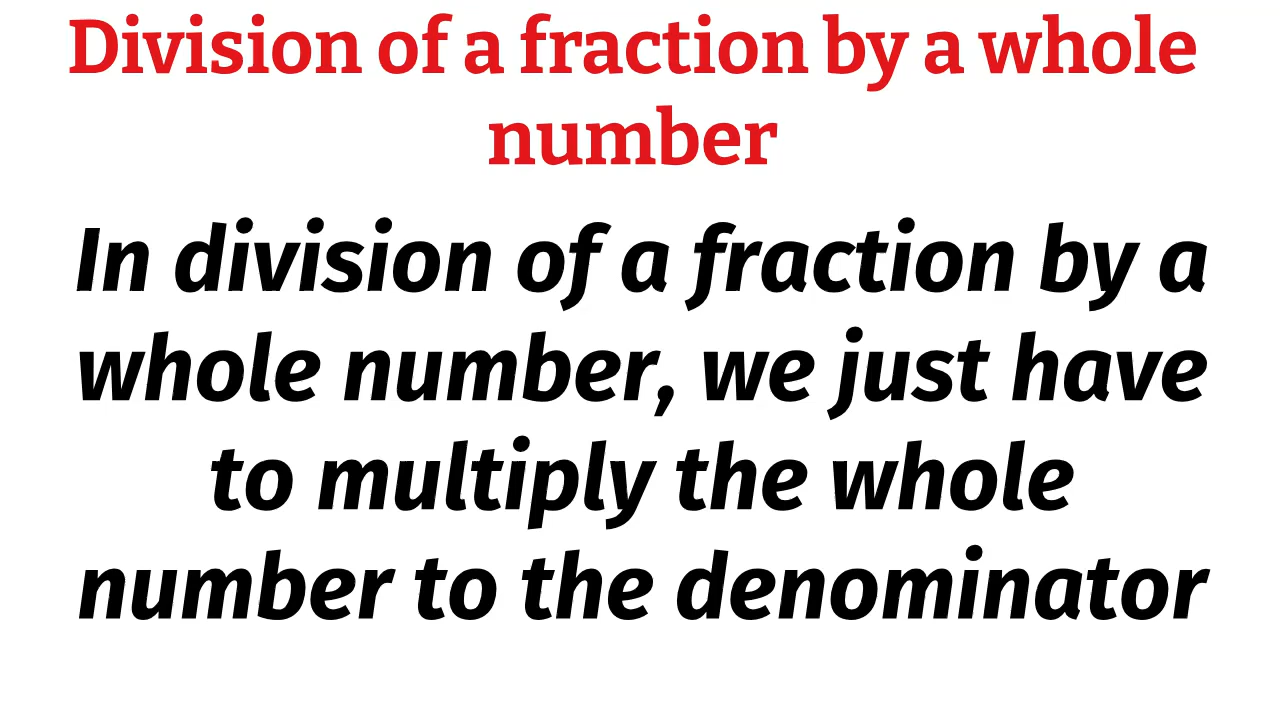 Division of a fraction by a whole
number
In division of a fraction by a
whole number, we just have
to multiply the whole
number to the denominator